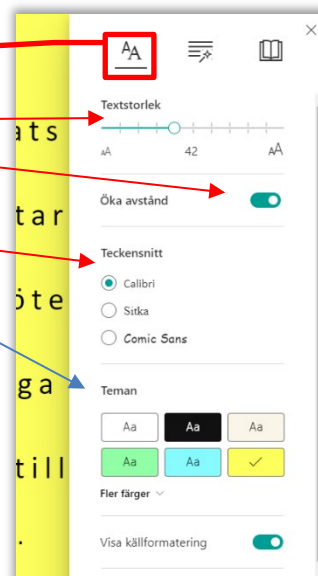 AA
Textstorlek
AA 42 AA
Öka avstånd
Teckensnitt
Calibri
Sitka
Comic Sans
Teman
Aa Aa Aa
Aa Aa
Fler färger
Visa källformatering
ats
tar
öte
ga
till
.